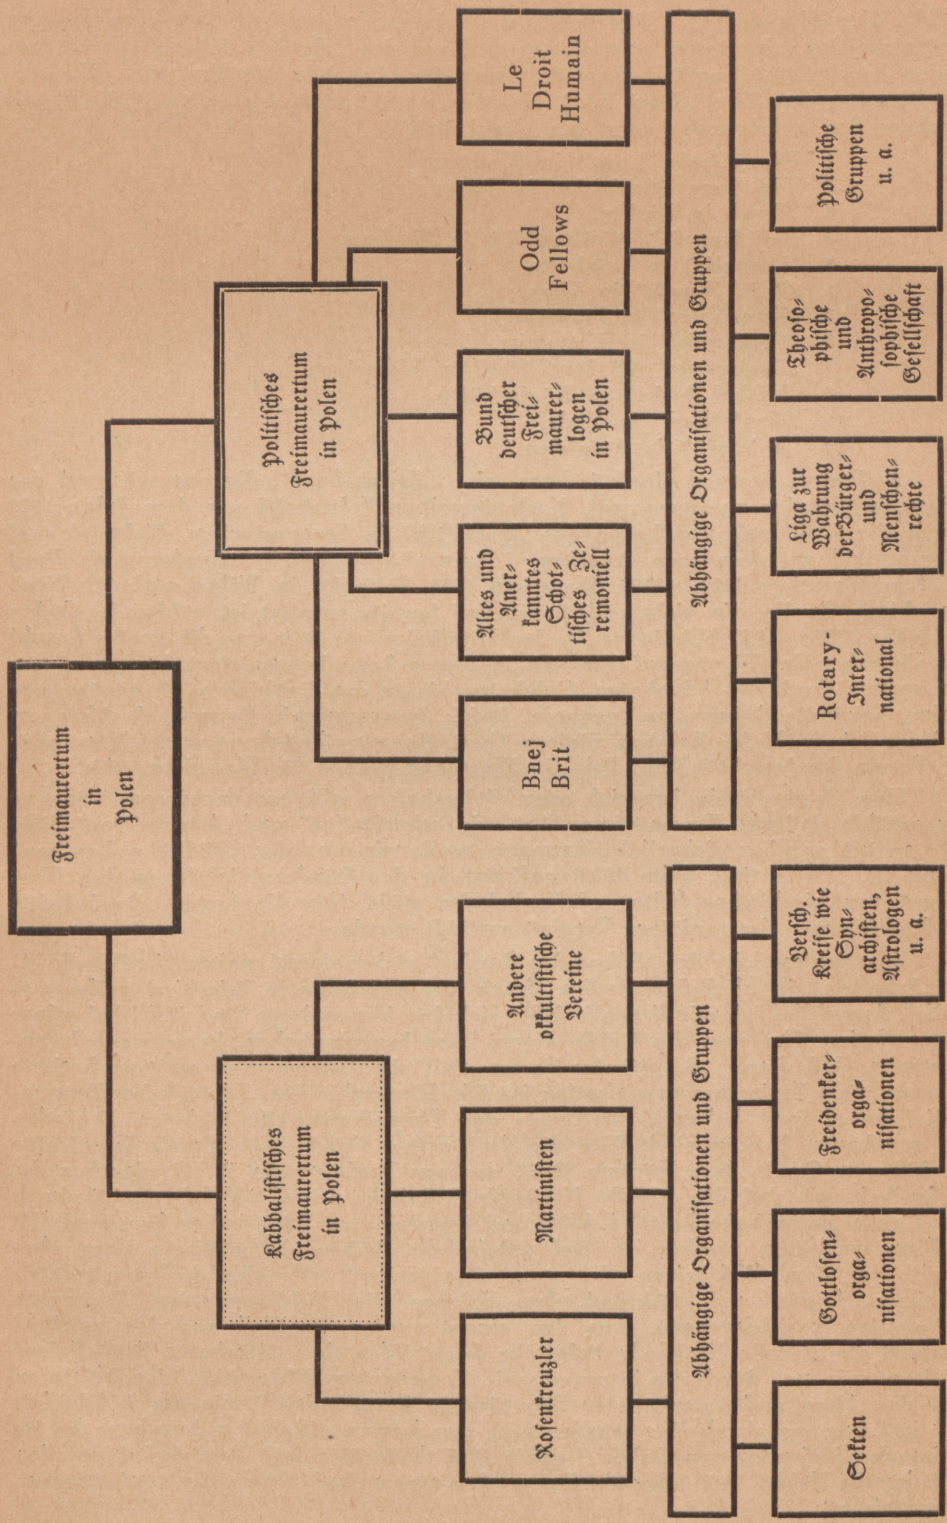 Freimaurertum
in
Polen
Kabbalistisches
Freimaurertum
in Polen
Politisches
Freimaurertum
in Polen
Rosenkreuzler
Martinisten
Andere
okkultistische
Vereine
Bnej
Brit
Altes und
Aner-
kanntes
Schot-
tisches Ze-
remoniell
Bund
deutscher
Frei-
maurer-
logen
in Polen
Odd
Fellows
Le
Droit
Humain
Abhängige Organisationen und Gruppen
Abhängige Organisationen und Gruppen
Sekten
Gottlosen-
orga-
nisationen
Freidenker-
orga-
nisationen
Versch.
Kreise wie
Syn-
archisten,
Astrologen
u. a.
Rotary-
Inter-
national
Liga zur
Wahrung
derBürger-
und
Menschen-
rechte
Theoso-
phische
und
Anthropo-
sophische
Gesellschaft
Politische
Gruppen
u. a.